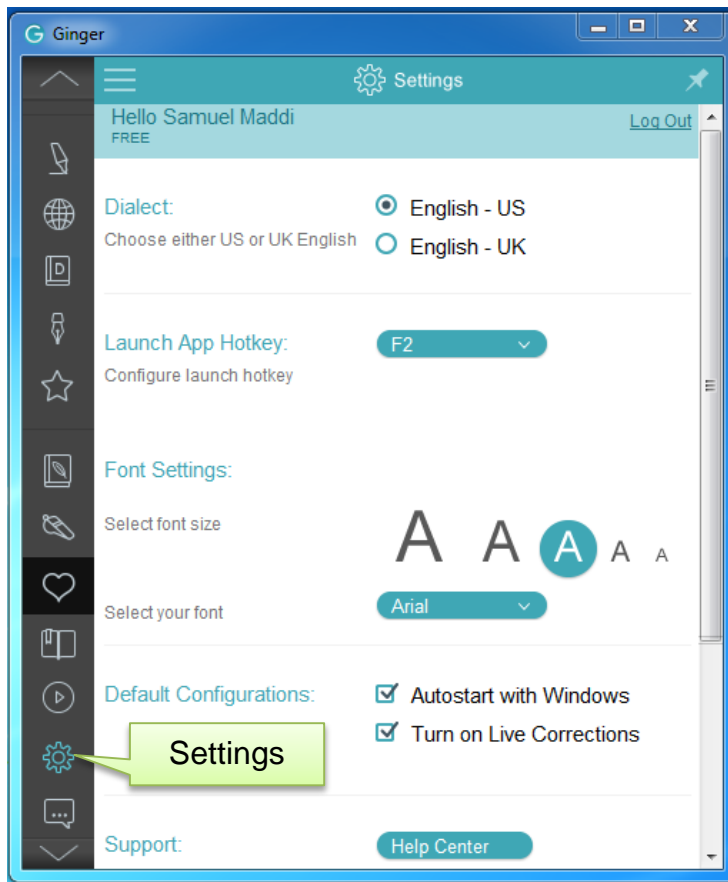 Ginger
Settings
Hello Samuel Maddi
FREE
Log Out
Dialect:
Choose either US or UK English
English - US
English - UK
Launch App Hotkey:
Configure launch hotkey
F2
Font Settings:
Select font size
A A A A A
Select your font
Arial
Default Configurations:
Autostart with Windows
Turn on Live Corrections
Settings
Support:
Help Center